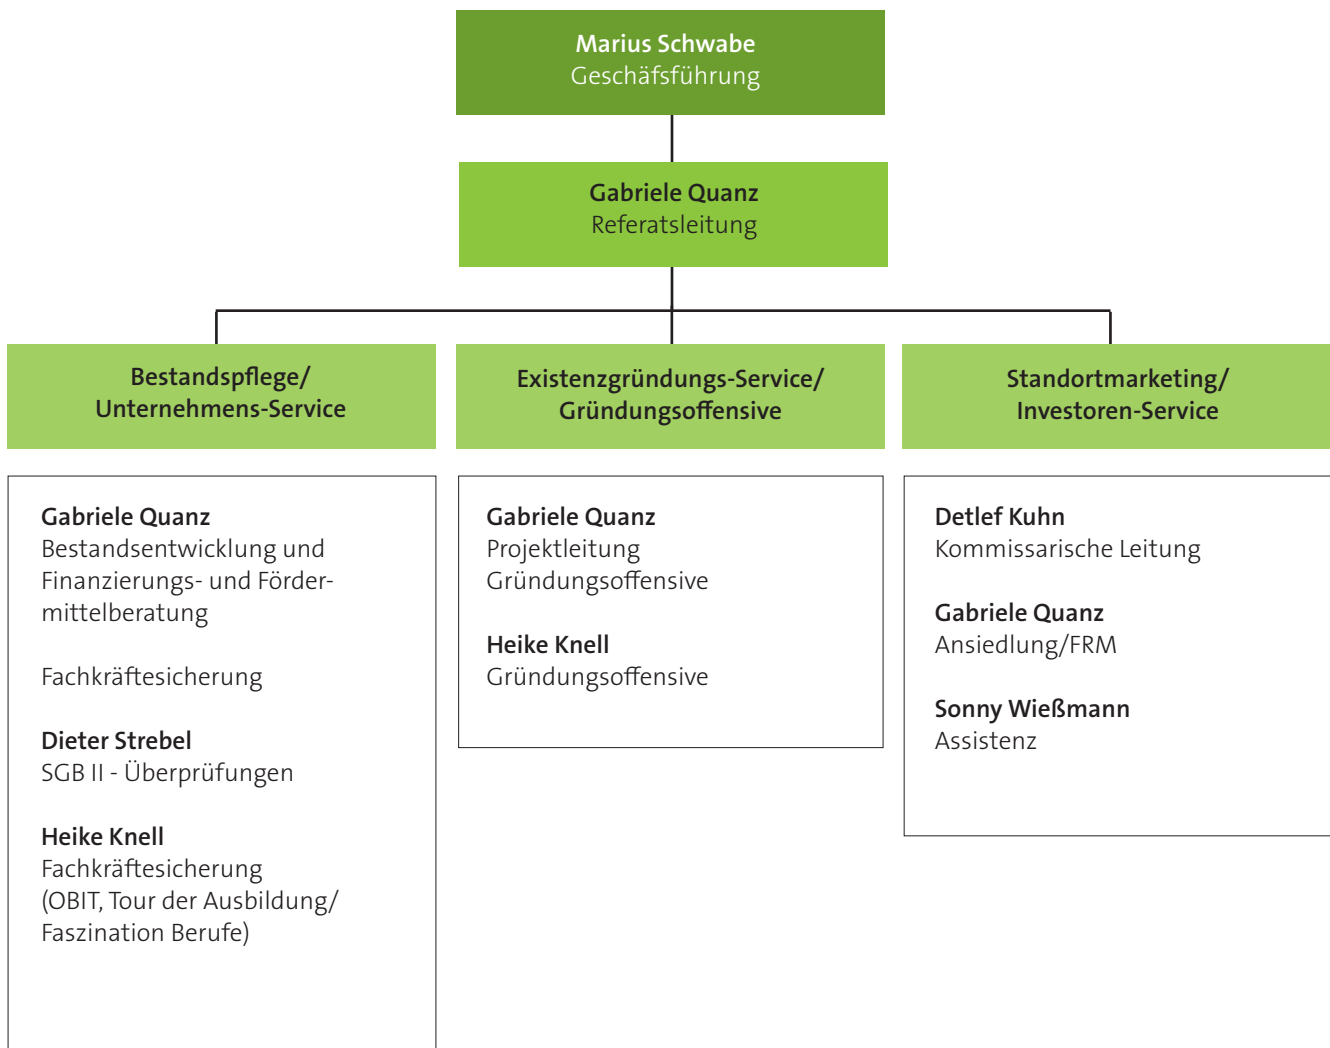 Marius Schwabe
Geschäfsführung
Gabriele Quanz
Referatsleitung
Bestandspflege/
Unternehmens-Service
Existenzgründungs-Service/
Gründungsoffensive
Standortmarketing/
Investoren-Service
Gabriele Quanz
Bestandsentwicklung und
Finanzierungs- und Förder-
mittelberatung
Fachkräftesicherung
Dieter Strebel
SGB II - Überprüfungen
Heike Knell
Fachkräftesicherung
(OBIT, Tour der Ausbildung/
Faszination Berufe)
Gabriele Quanz
Projektleitung
Gründungsoffensive
Heike Knell
Gründungsoffensive
Detlef Kuhn
Kommissarische Leitung
Gabriele Quanz
Ansiedlung/FRM
Sonny Wießmann
Assistenz